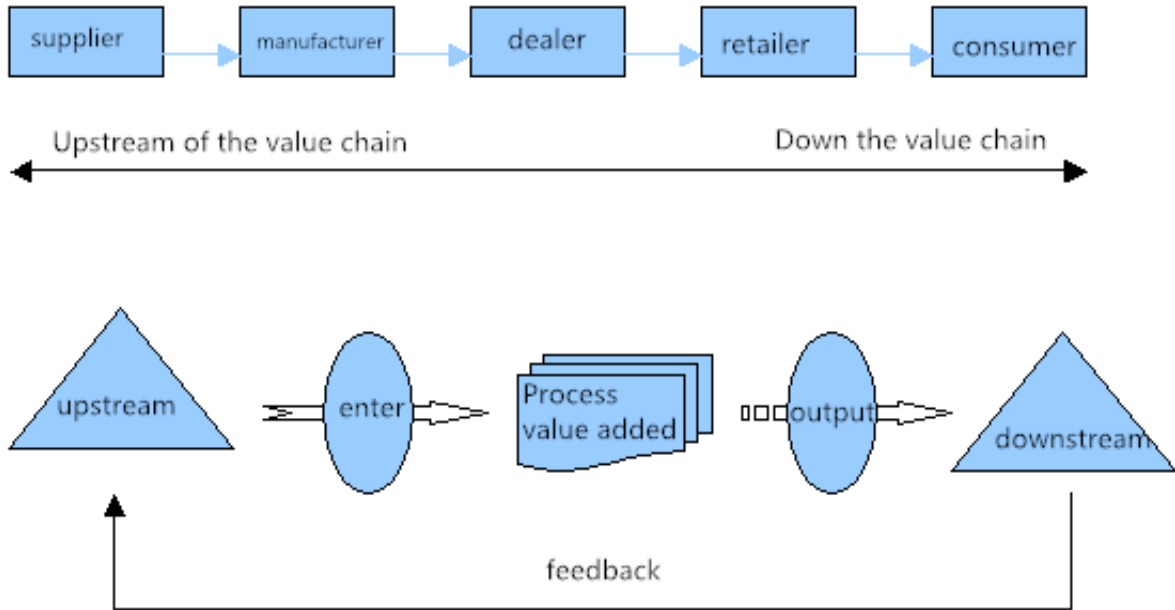 supplier
manufacturer
dealer
retailer
consumer
Upstream of the value chain
Down the value chain
upstream
enter
Process
value added
output
downstream
feedback